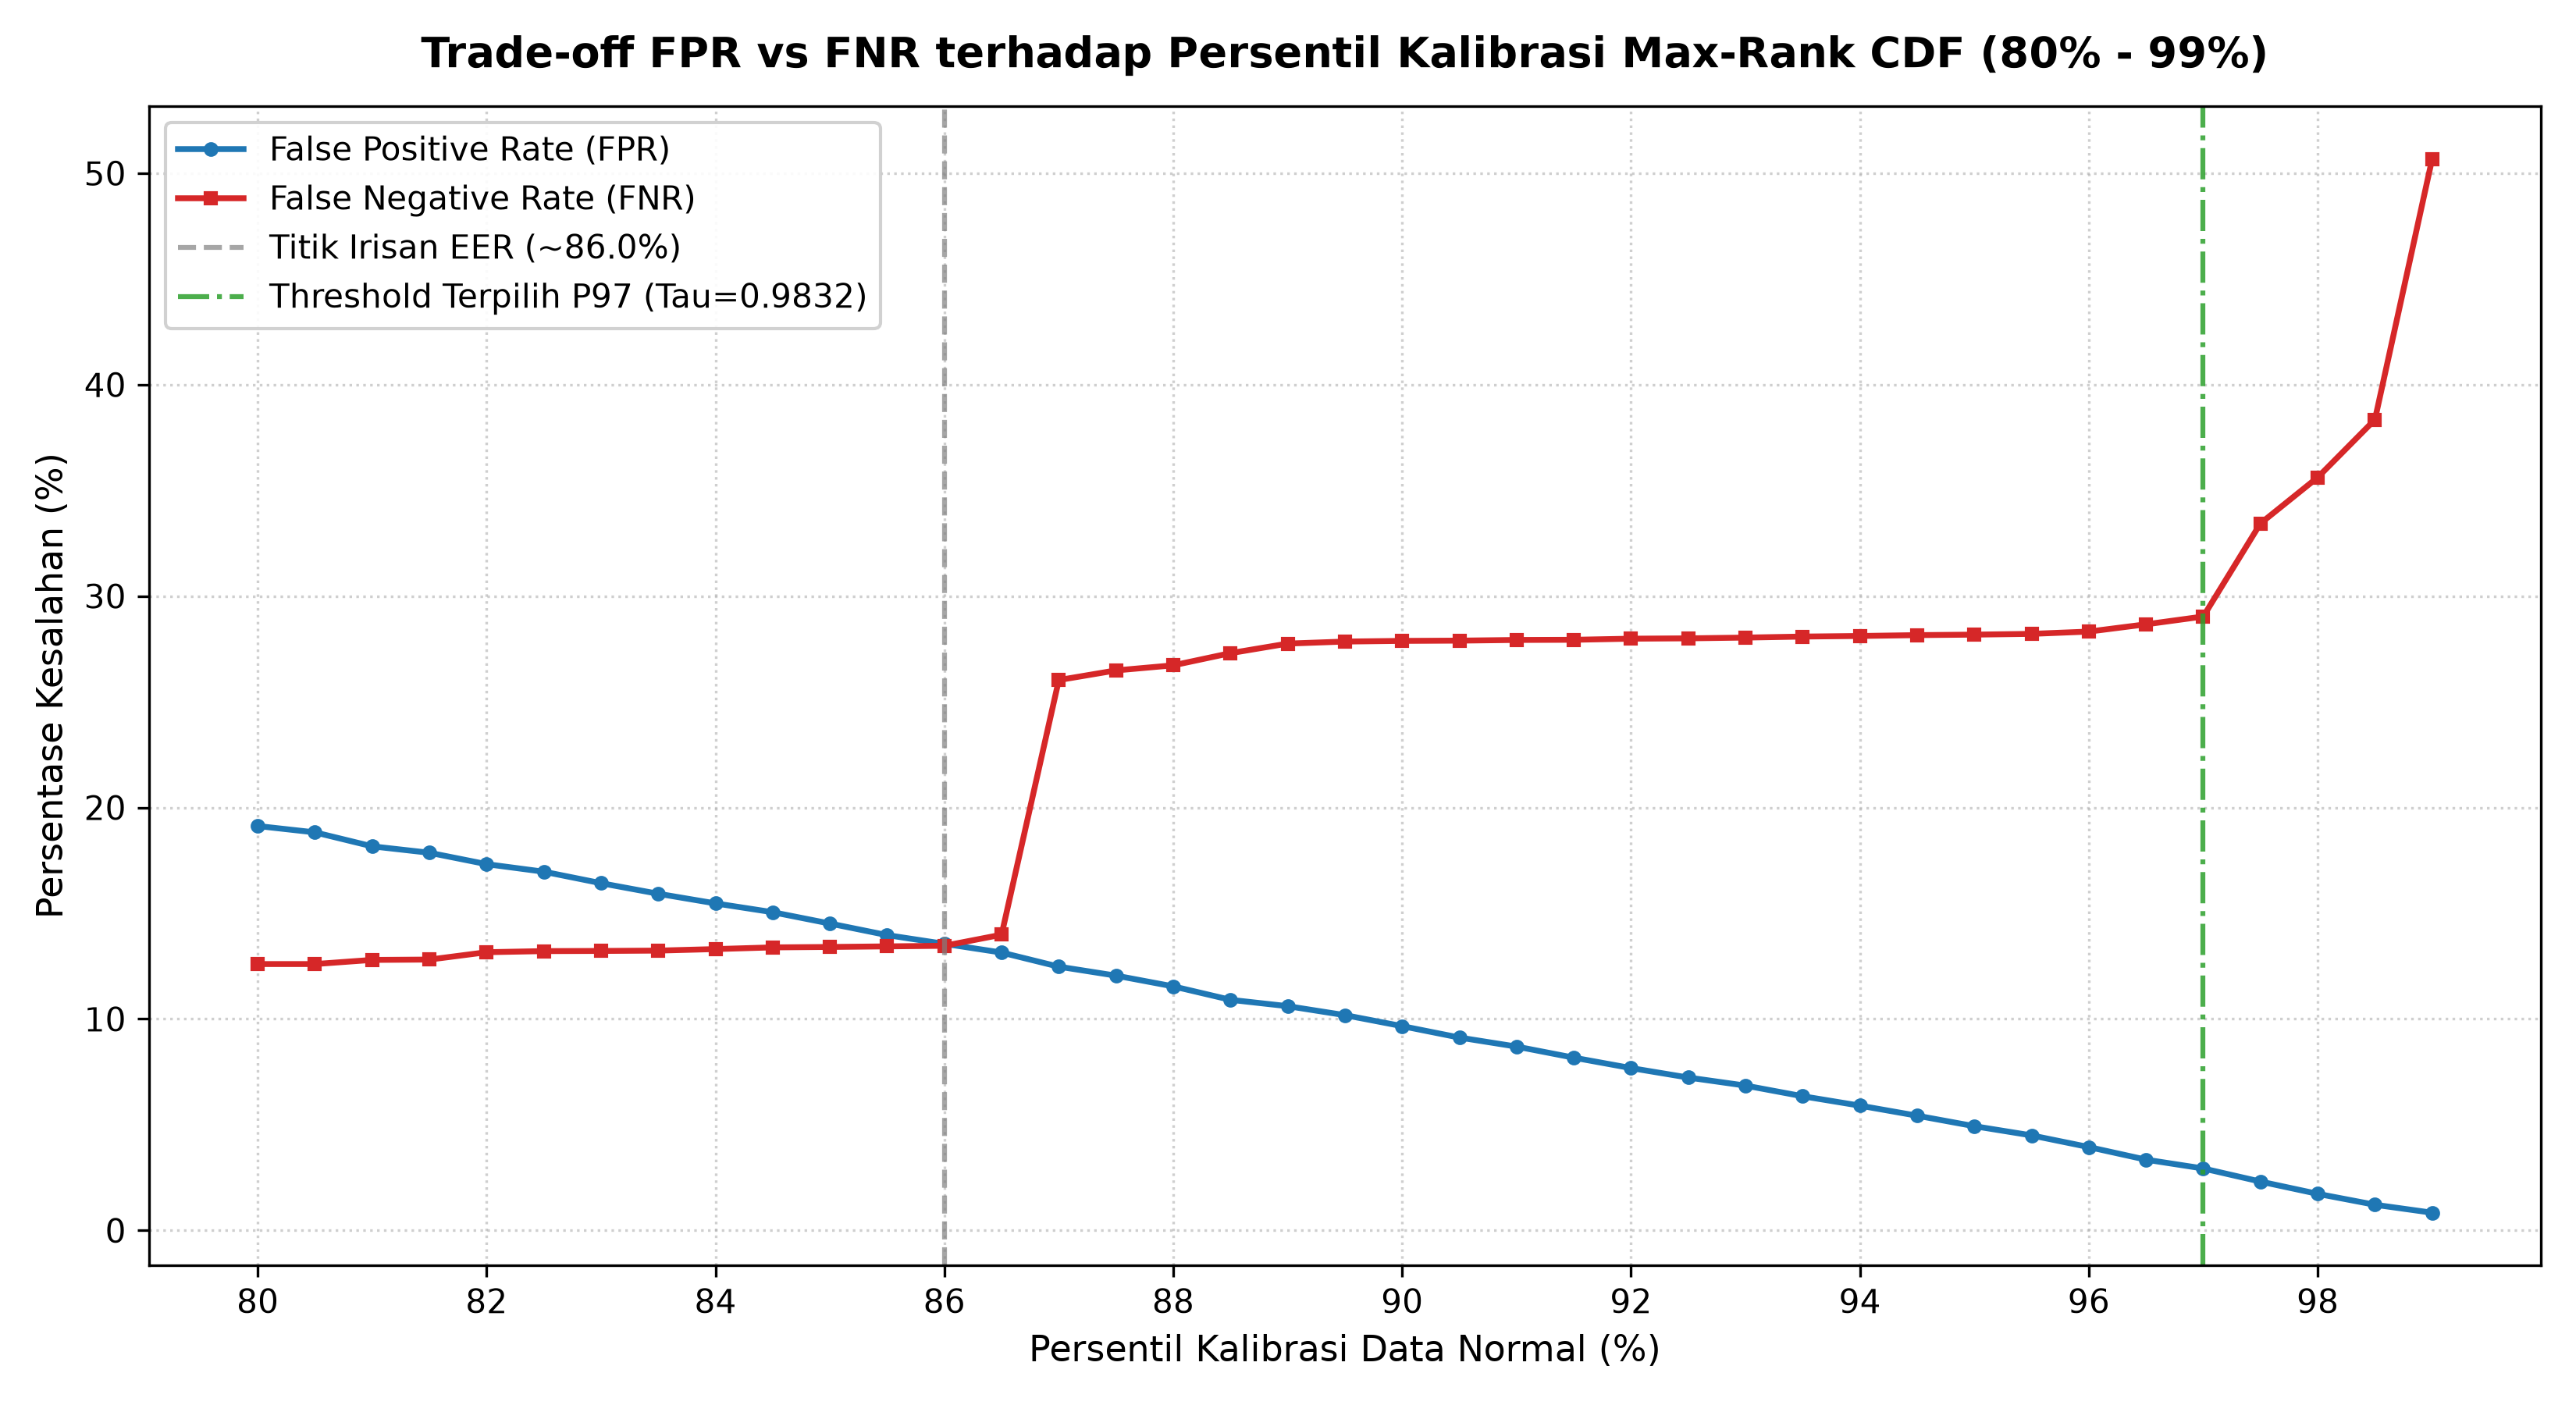 Trade-off FPR vs FNR terhadap Persentil Kalibrasi Max-Rank CDF (80% - 99%)
False Positive Rate (FPR)
False Negative Rate (FNR)
Titik Irisan EER (~86.0%)
Threshold Terpilih P97 (Tau=0.9832)
Persentase Kesalahan (%)
50
40
30
20
10
0
80 82 84 86 88 90 92 94 96 98
Persentil Kalibrasi Data Normal (%)